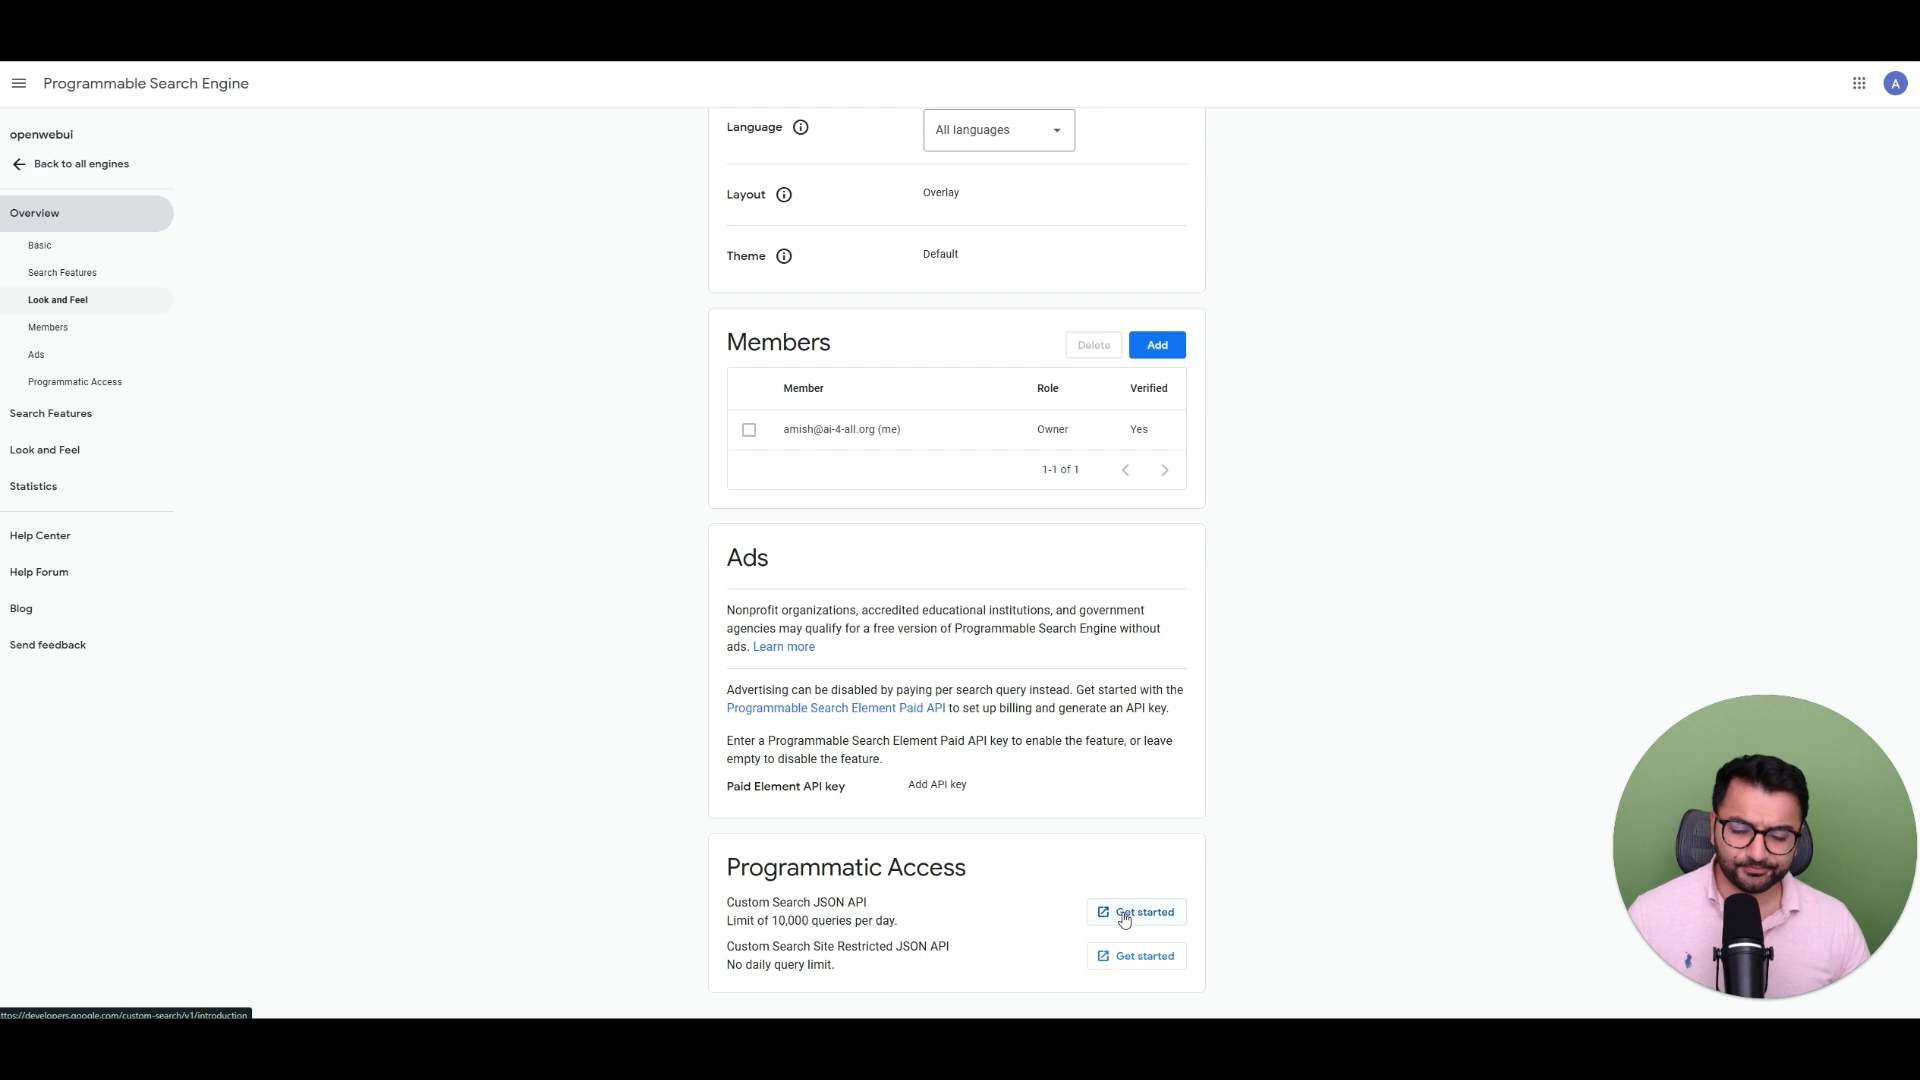 Programmable Search Engine
A
openwebui
Back to all engines
Overview
Basic
Search Features
Look and Feel
Members
Ads
Programmatic Access
Search Features
Look and Feel
Statistics
Help Center
Help Forum
Blog
Send feedback
Language
All languages
Layout
Overlay
Theme
Default
Members
Delete
Add
Member Role Verified
amish@ai-4-all.org (me) Owner Yes
1-1 of 1
Ads
Nonprofit organizations, accredited educational institutions, and government
agencies may qualify for a free version of Programmable Search Engine without
ads. Learn more
Advertising can be disabled by paying per search query instead. Get started with the
Programmable Search Element Paid API to set up billing and generate an API key.
Enter a Programmable Search Element Paid API key to enable the feature, or leave
empty to disable the feature.
Paid Element API key Add API key
Programmatic Access
Custom Search JSON API
Limit of 10,000 queries per day.
Get started
Custom Search Site Restricted JSON API
No daily query limit.
Get started
ttps://developers.google.com/custom-search/v1/introduction